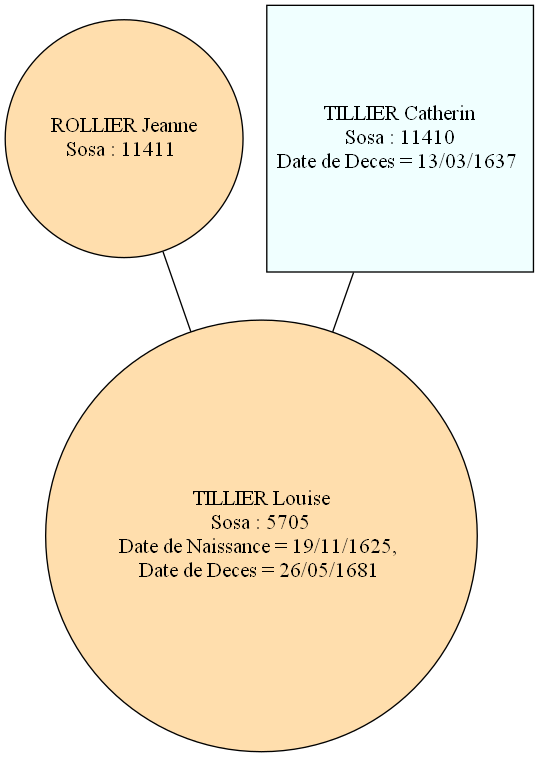 ROLLIER Jeanne
Sosa : 11411
TILLIER Catherin
Sosa : 11410
Date de Deces = 13/03/1637
TILLIER Louise
Sosa : 5705
Date de Naissance = 19/11/1625,
Date de Deces = 26/05/1681